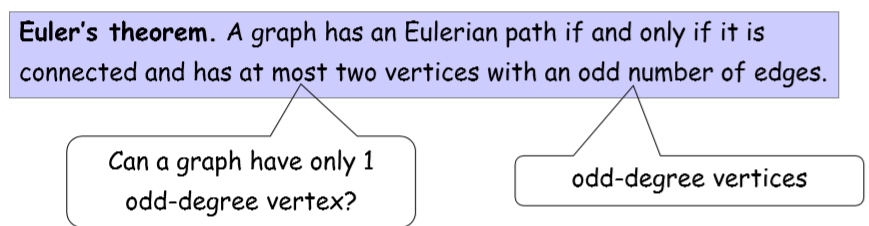 Euler's theorem. A graph has an Eulerian path if and only if it is
connected and has at most two vertices with an odd number of edges.
Can a graph have only 1
odd-degree vertex?
odd-degree vertices